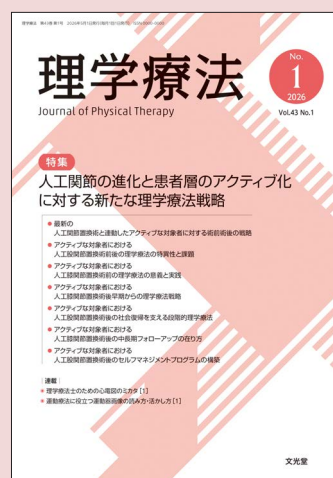 理学療法
Journal of Physical Therapy
No.
1
2026
Vol.43 No.1
特集
人工関節の進化と患者層のアクティブ化
に対する新たな理学療法戦略
● 最新の
人工関節置換術と連動したアクティブな対象者に対する術前術後の戦略
● アクティブな対象者における
人工股関節置換術前後の理学療法の特異性と課題
● アクティブな対象者における
人工膝関節置換術前の理学療法の意義と実践
● アクティブな対象者における
人工膝関節置換術後早期からの理学療法戦略
● アクティブな対象者における
人工股関節置換術後の社会復帰を支える段階的理学療法
● アクティブな対象者における
人工膝関節置換術後の中長期フォローアップの在り方
● アクティブな対象者における
人工股関節置換術後のセルフマネジメントプログラムの構築
|連載|
● 理学療法士のための心電図のミカタ [1]
● 運動療法に役立つ運動器画像の読み方・活かし方 [1]
文光堂